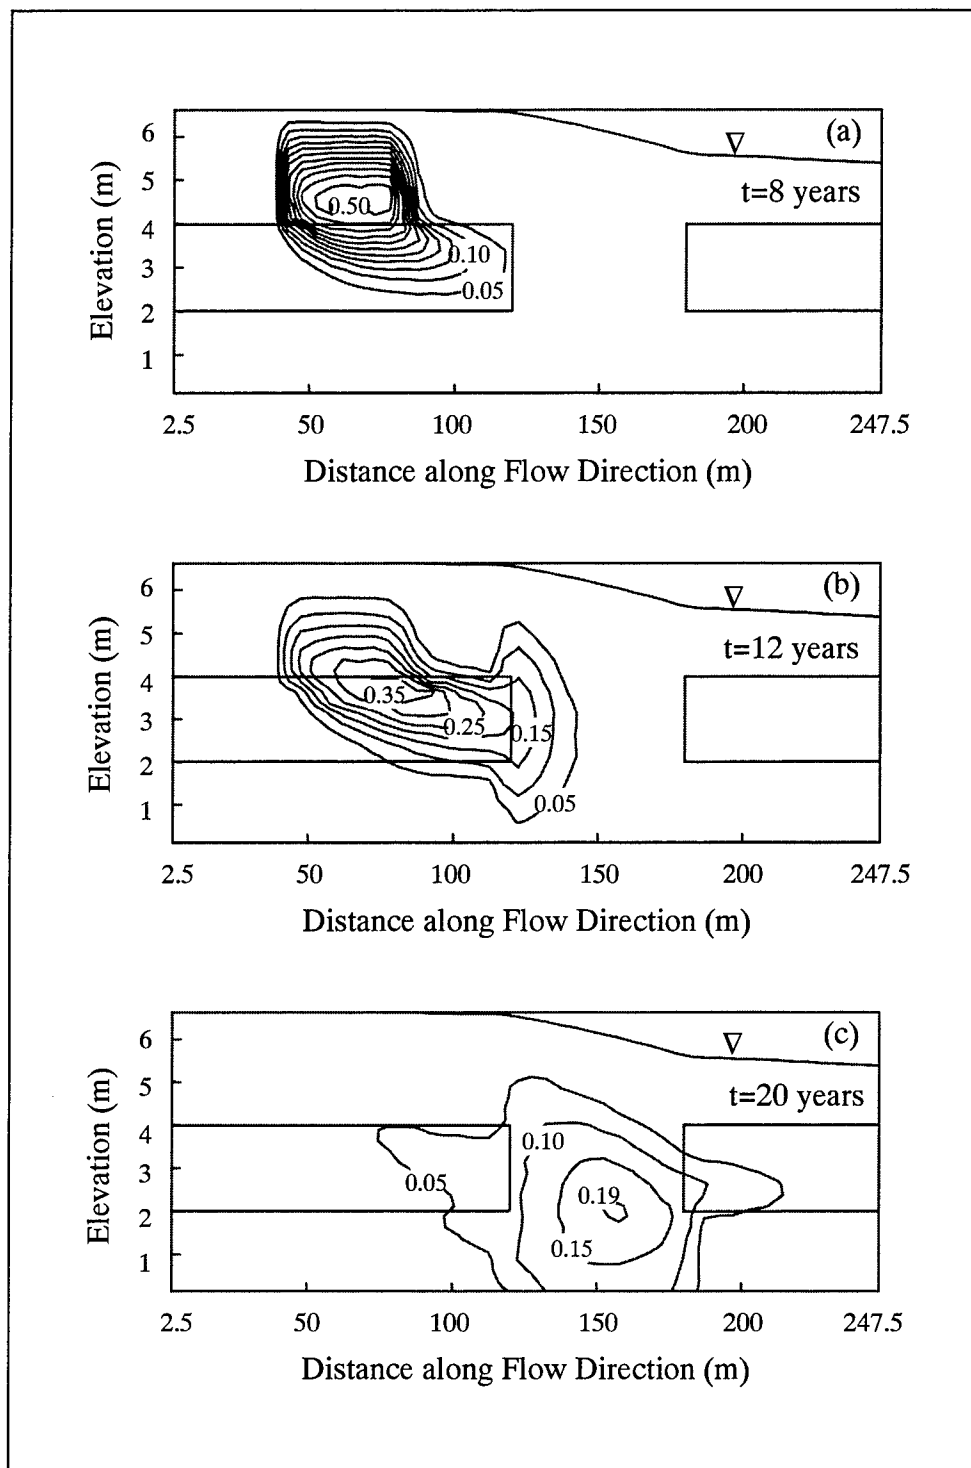 (a)
6
5
4
3
2
1
Elevation (m)
t=8 years
0.50
0.10
0.05
2.5 50 100 150 200 247.5
Distance along Flow Direction (m)
(b)
6
5
4
3
2
1
Elevation (m)
t=12 years
0.35
0.25
0.15
0.05
2.5 50 100 150 200 247.5
Distance along Flow Direction (m)
(c)
6
5
4
3
2
1
Elevation (m)
t=20 years
0.10
0.05
0.19
0.15
2.5 50 100 150 200 247.5
Distance along Flow Direction (m)